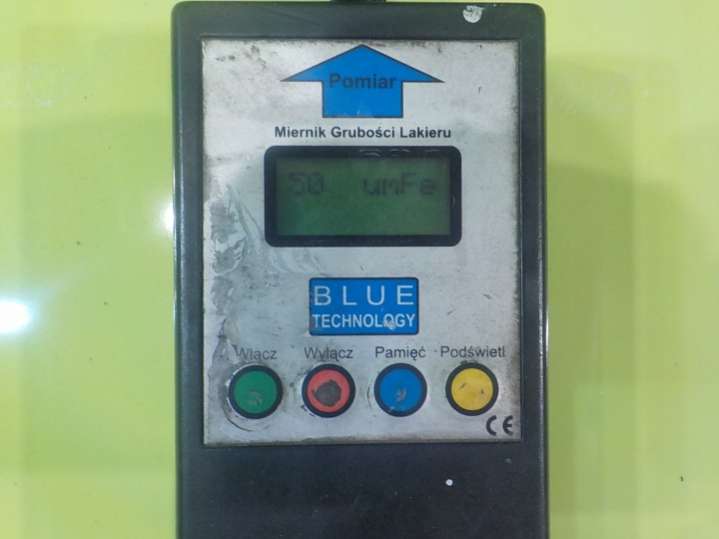 Pomiar
Miernik Grubości Lakieru
50 umFe
BLUE
TECHNOLOGY
Włącz Wyłącz Pamięć Podświetl
CE